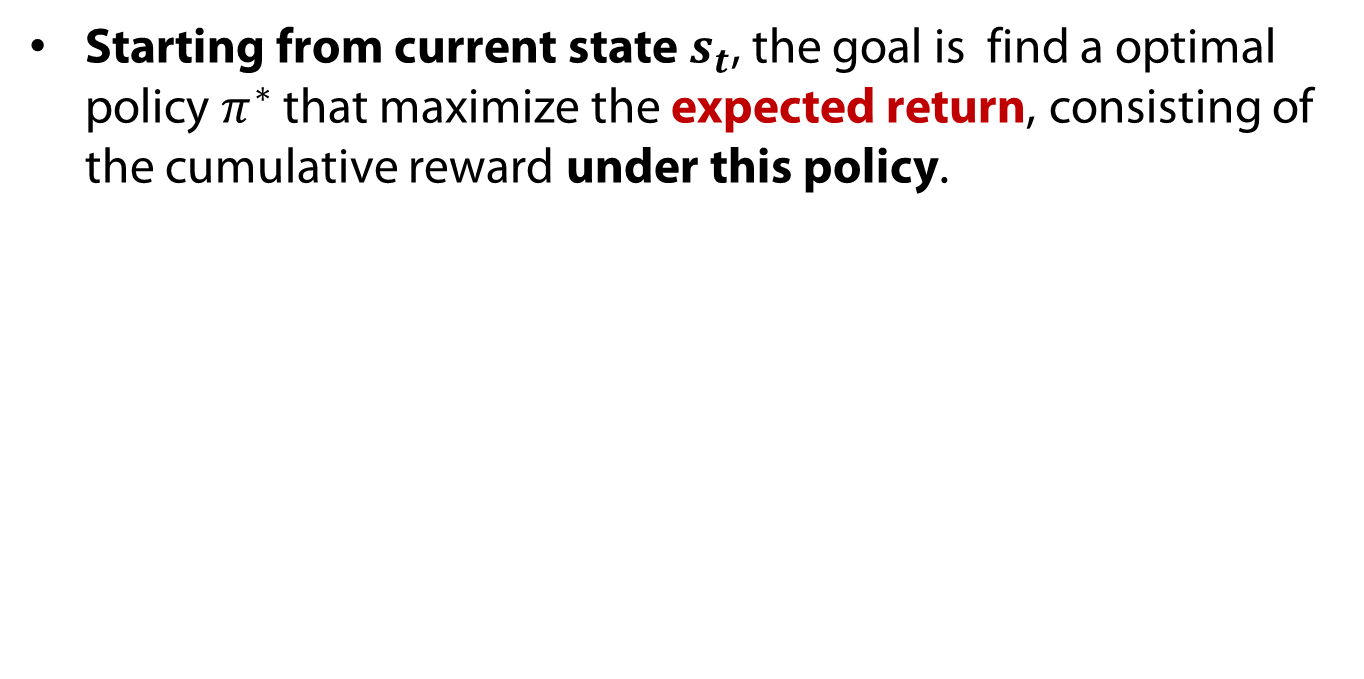 • Starting from current state $s_t$, the goal is  find a optimal
policy $\pi^*$ that maximize the expected return, consisting of
the cumulative reward under this policy.